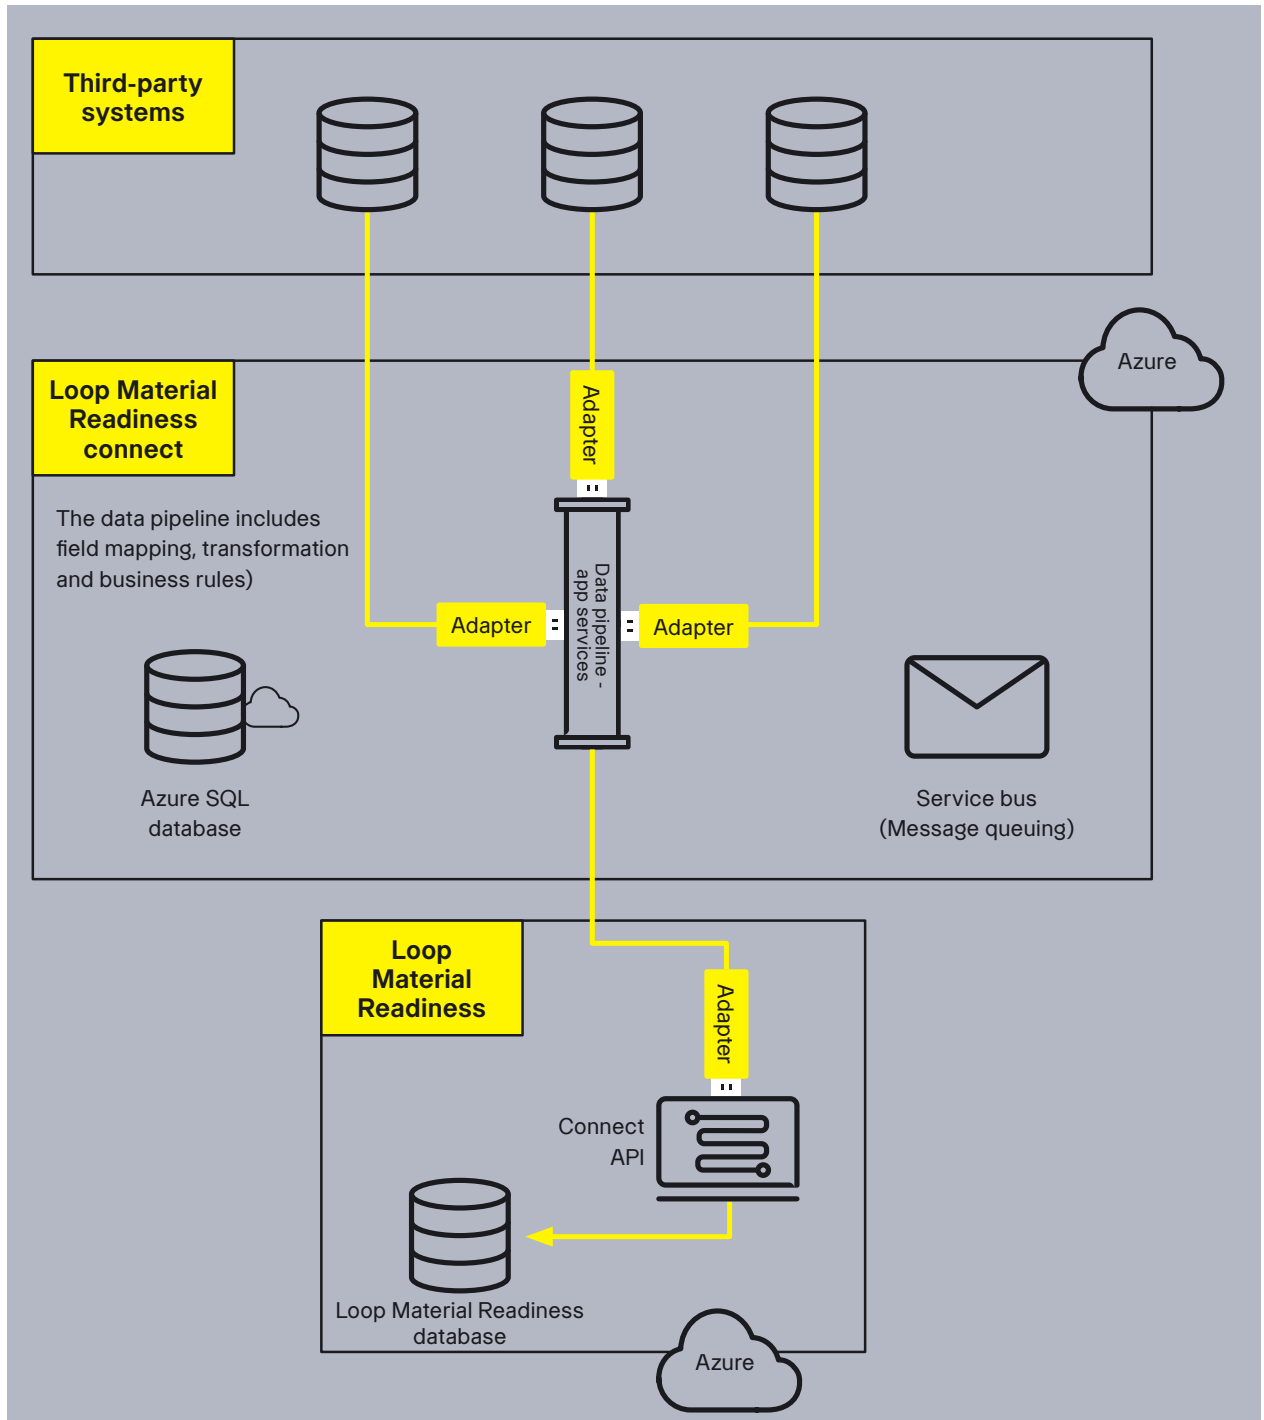 Third-party
systems
Azure
Loop Material
Readiness
connect
Adapter
The data pipeline includes
field mapping, transformation
and business rules)
Data pipeline -
app services
Adapter
Adapter
Azure SQL
database
Service bus
(Message queuing)
Loop
Material
Readiness
Adapter
Connect
API
Loop Material Readiness
database
Azure